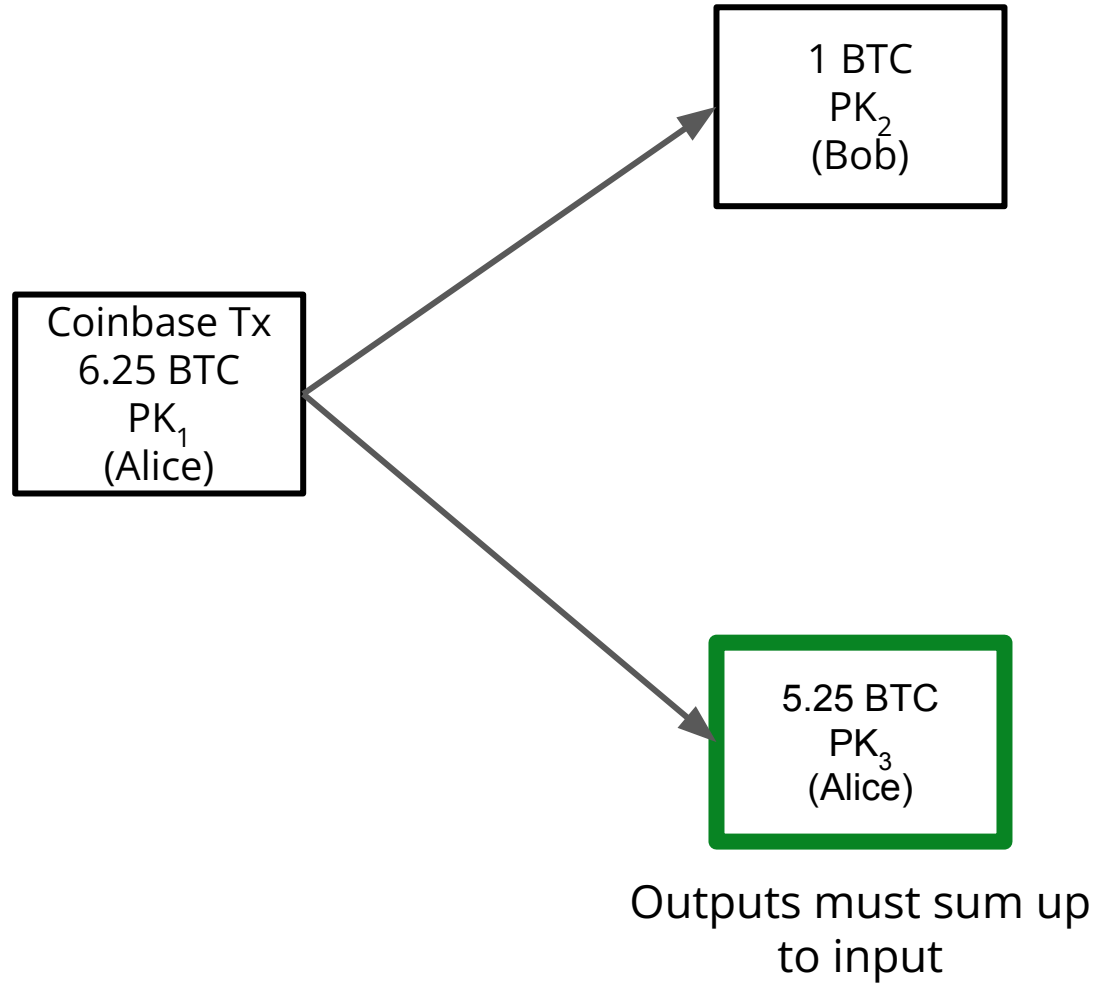 1 BTC
PK₂
(Bob)
Coinbase Tx
6.25 BTC
PK₁
(Alice)
5.25 BTC
PK₃
(Alice)
Outputs must sum up
to input